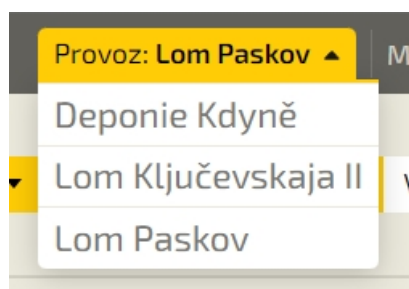 Provoz: Lom Paskov
Deponie Kdyně
Lom Ključevskaja II
Lom Paskov